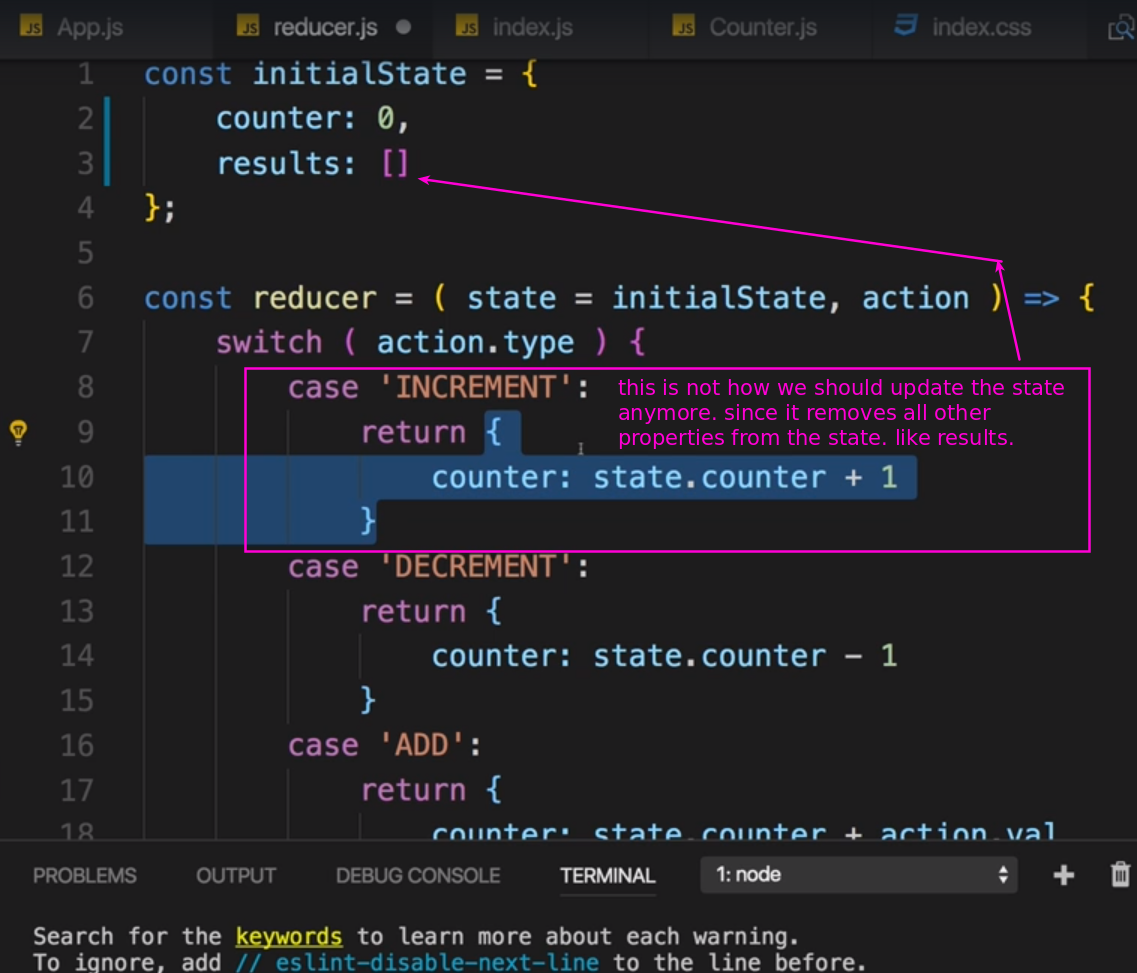 JS App.js JS reducer.js JS index.js JS Counter.js index.css
1 const initialState = {
2 counter: 0,
3 results: []
4 };
5
6 const reducer = ( state = initialState, action ) => {
7 switch ( action.type ) {
8 case 'INCREMENT': this is not how we should update the state
anymore. since it removes all other
9 return { properties from the state. like results.
10 counter: state.counter + 1
11 }
12 case 'DECREMENT':
13 return {
14 counter: state.counter - 1
15 }
16 case 'ADD':
17 return {
18 counter: state.counter + action.val
PROBLEMS OUTPUT DEBUG CONSOLE TERMINAL 1: node
Search for the keywords to learn more about each warning.
To ignore, add // eslint-disable-next-line to the line before.